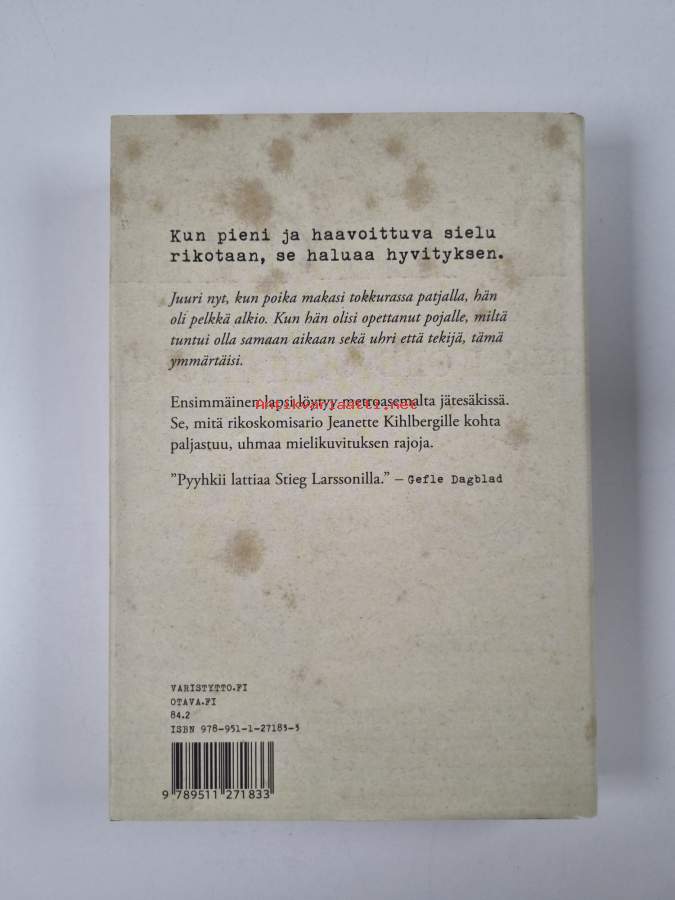 Kun pieni ja haavoittuva sielu
rikotaan, se haluaa hyvityksen.
Juuri nyt, kun poika makasi tokkurassa patjalla, hän
oli pelkkä alkio. Kun hän olisi opettanut pojalle, miltä
tuntui olla samaan aikaan sekä uhri että tekijä, tämä
ymmärtäisi.
Ensimmäinen lapsi löytyy metroasemalta jätesäkissä.
Antikvariaatti.net
Se, mitä rikoskomisario Jeanette Kihlbergille kohta
paljastuu, uhmaa mielikuvituksen rajoja.
”Pyyhkii lattiaa Stieg Larssonilla.” – Gefle Dagblad
VARISTYTTO.FI
OTAVA.FI
84.2
ISBN 978-951-1-27183-3
9 789511 271833